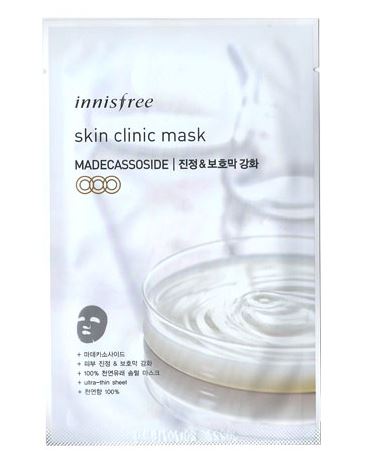 innisfree
skin clinic mask
MADECASSOSIDE | 진정&보호막 강화
+ 마데카소사이드
+ 피부 진정 & 보호막 강화
+ 100% 천연유래 솜털 마스크
+ ultra-thin sheet
+ 천연향 100%